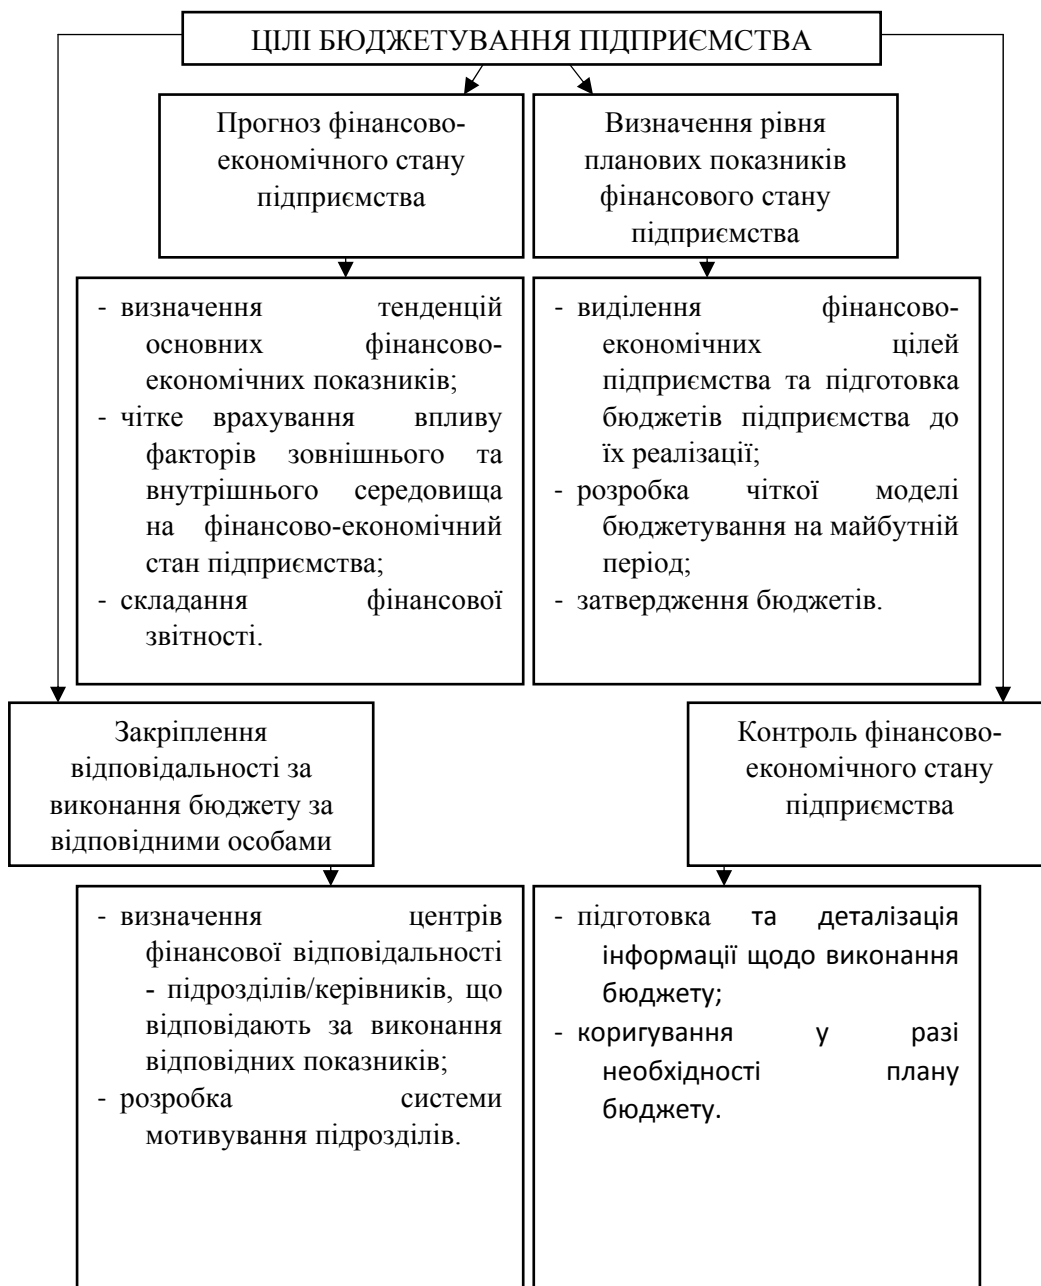 ЦІЛІ БЮДЖЕТУВАННЯ ПІДПРИЄМСТВА
Прогноз фінансово-
економічного стану
підприємства
Визначення рівня
планових показників
фінансового стану
підприємства
- визначення тенденцій
основних фінансово-
економічних показників;
- чітке врахування впливу
факторів зовнішнього та
внутрішнього середовища
на фінансово-економічний
стан підприємства;
- складання фінансової
звітності.
- виділення фінансово-
економічних цілей
підприємства та підготовка
бюджетів підприємства до
їх реалізації;
- розробка чіткої моделі
бюджетування на майбутній
період;
- затвердження бюджетів.
Закріплення
відповідальності за
виконання бюджету за
відповідними особами
Контроль фінансово-
економічного стану
підприємства
- визначення центрів
фінансової відповідальності
- підрозділів/керівників, що
відповідають за виконання
відповідних показників;
- розробка системи
мотивування підрозділів.
- підготовка та деталізація
інформації щодо виконання
бюджету;
- коригування у разі
необхідності плану
бюджету.